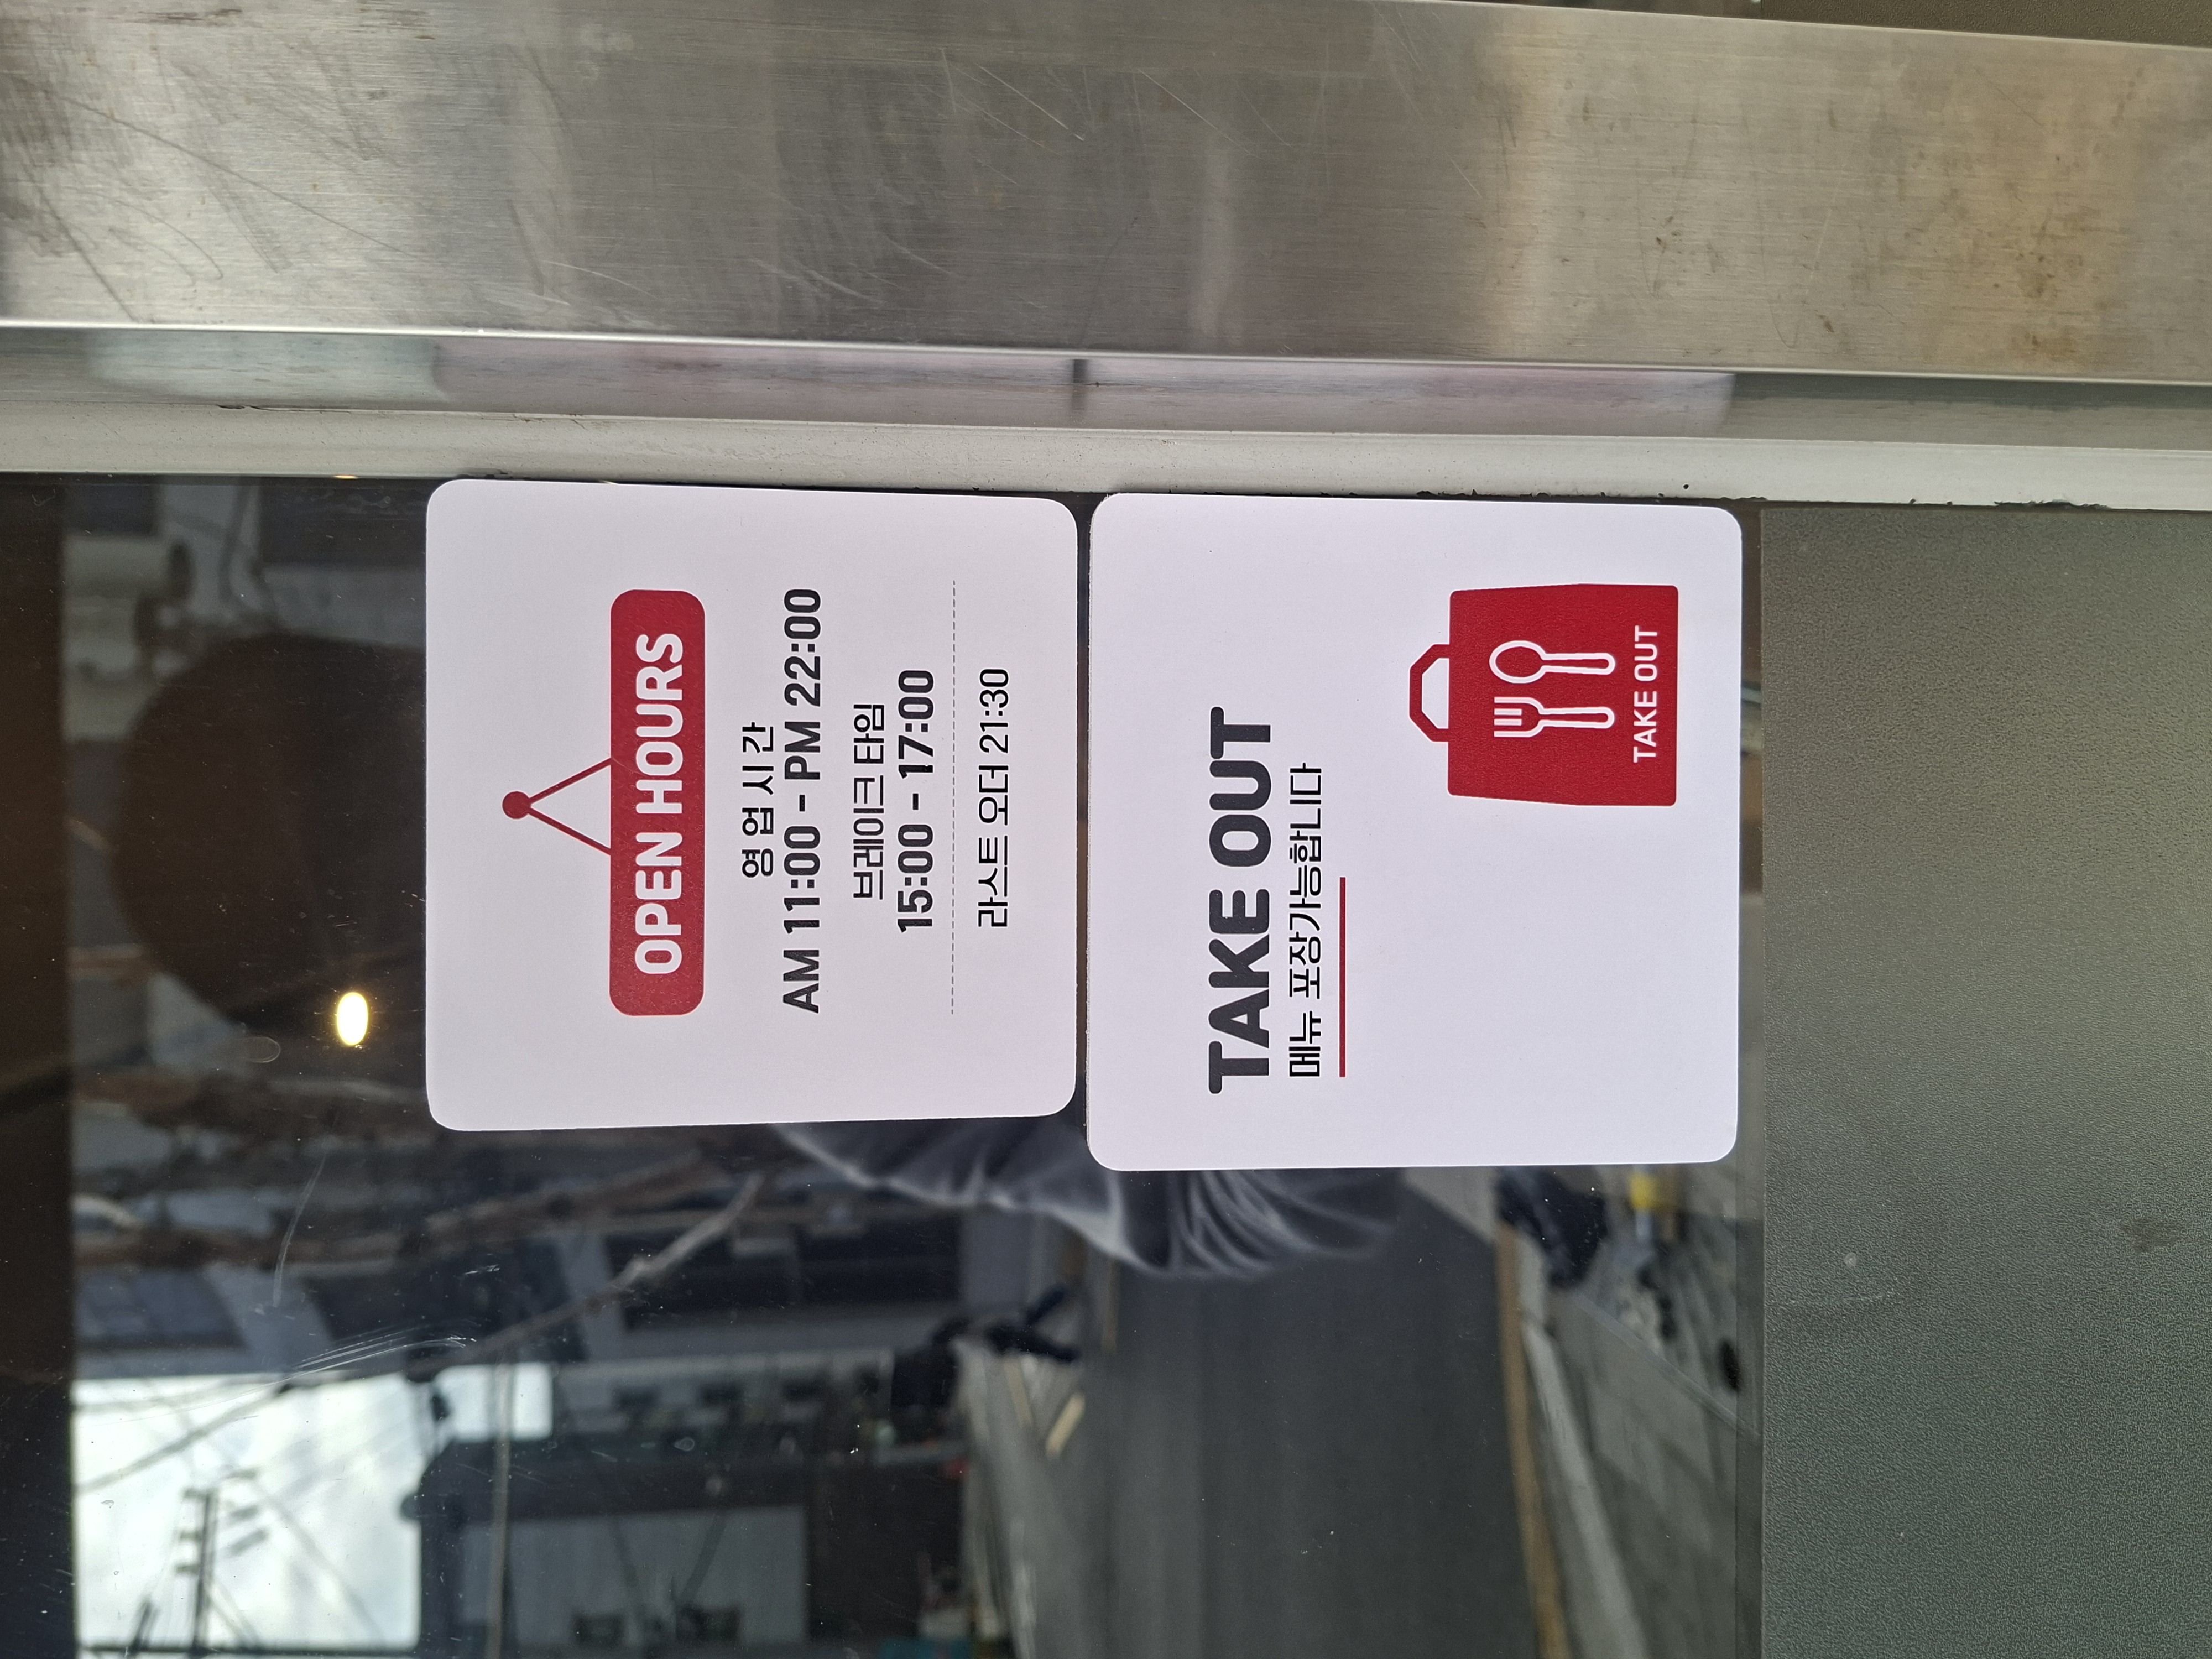 OPEN HOURS
영 업 시 간
AM 11:00 - PM 22:00
브레이크 타임
15:00 - 17:00
라스트 오더 21:30
TAKE OUT
메뉴 포장가능합니다
TAKE OUT